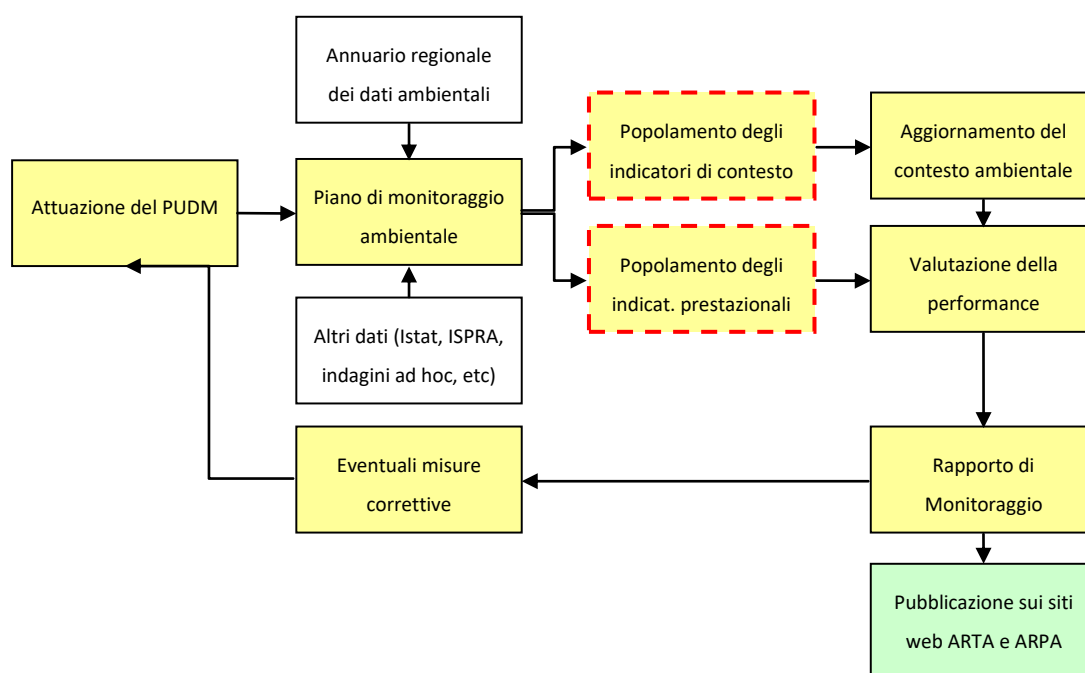 Annuario regionale
dei dati ambientali
Popolamento degli
indicatori di contesto
Aggiornamento del
contesto ambientale
Attuazione del PUDM
Piano di monitoraggio
ambientale
Popolamento degli
indicat. prestazionali
Valutazione della
performance
Altri dati (Istat, ISPRA,
indagini ad hoc, etc)
Eventuali misure
correttive
Rapporto di
Monitoraggio
Pubblicazione sui siti
web ARTA e ARPA